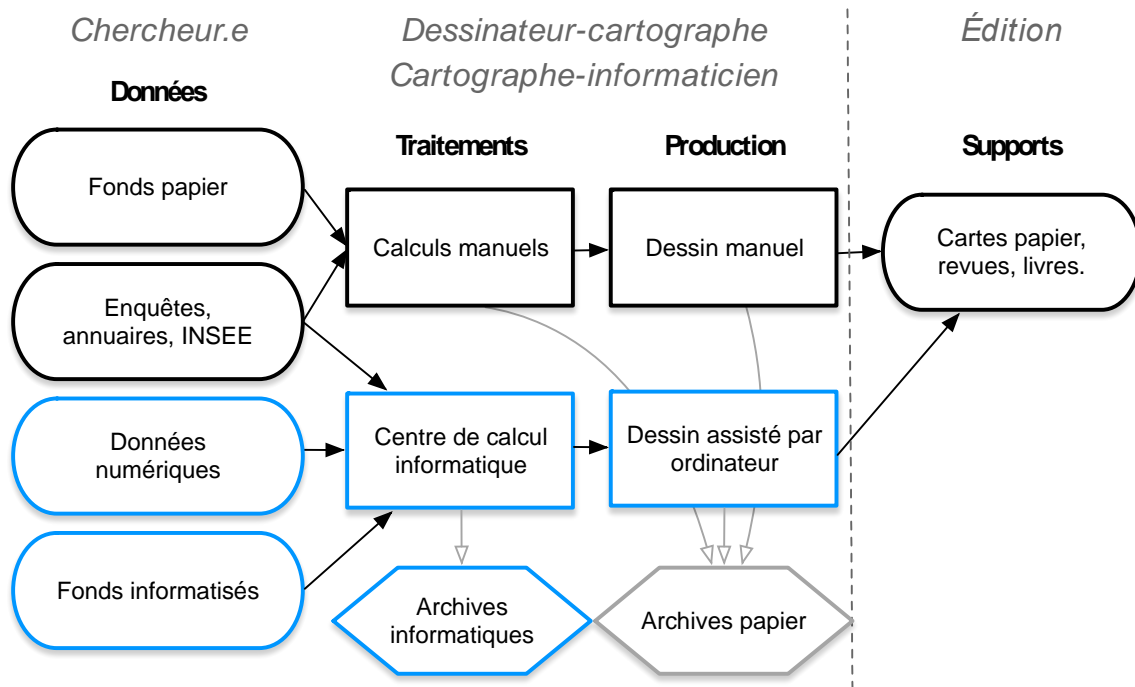 Chercheur.e
Dessinateur-cartographe
Cartographe-informaticien
Édition
Données
Traitements
Production
Supports
Fonds papier
Calculs manuels
Dessin manuel
Cartes papier,
revues, livres.
Enquêtes,
annuaires, INSEE
Données
numériques
Centre de calcul
informatique
Dessin assisté par
ordinateur
Fonds informatisés
Archives
informatiques
Archives papier